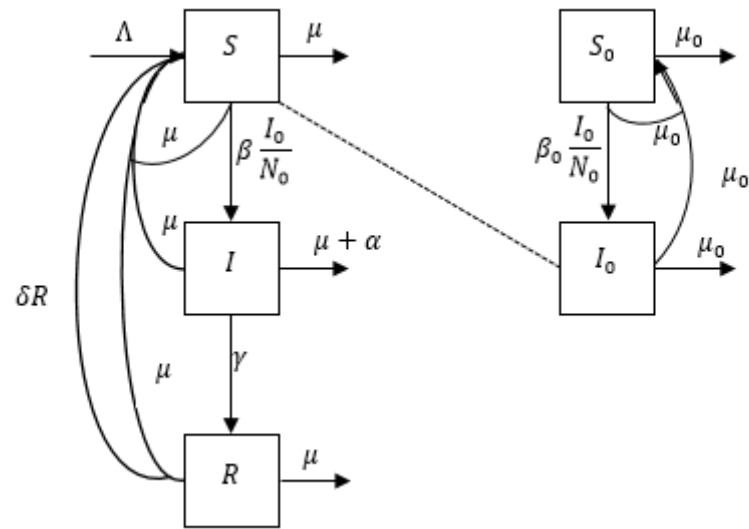 Λ
S
μ
S₀
μ₀
μ
β I₀/N₀
β₀ I₀/N₀
μ₀
μ₀
μ
I
μ + α
I₀
μ₀
δR
μ
γ
R
μ